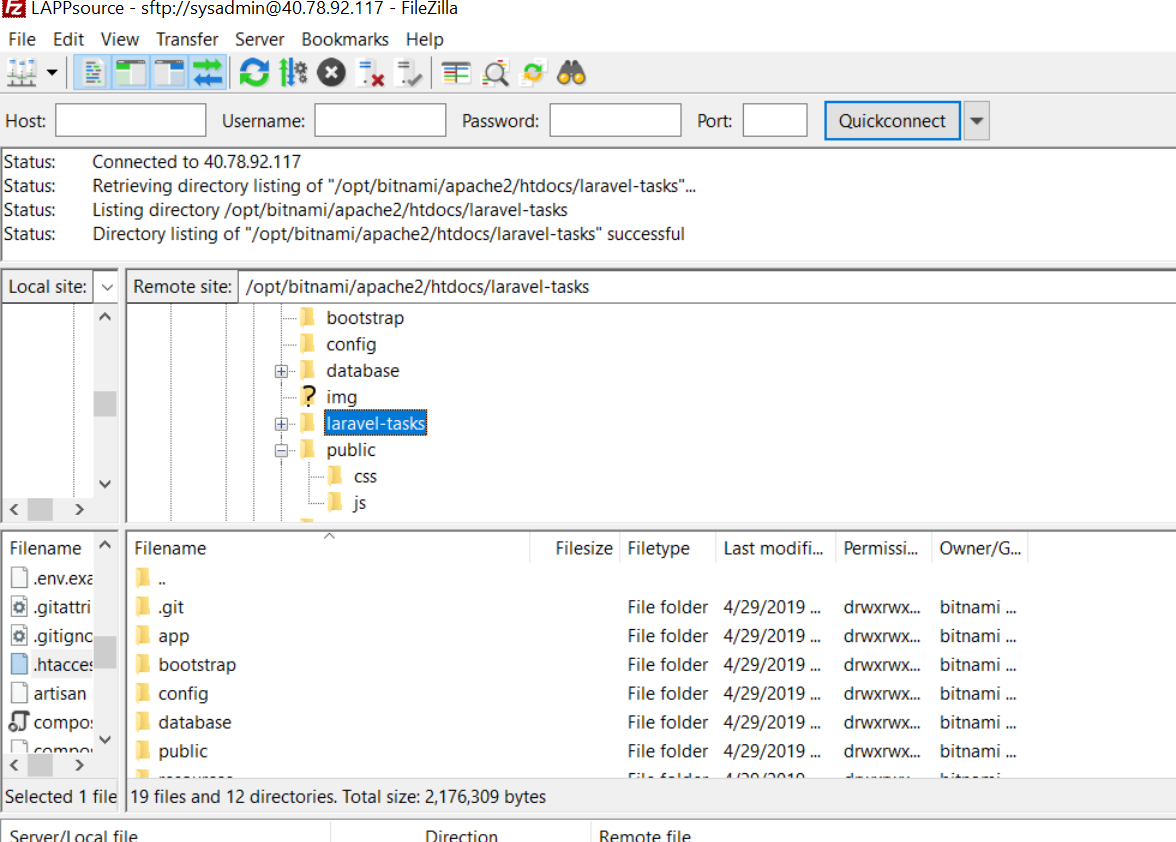 LAPPsource - sftp://sysadmin@40.78.92.117 - FileZilla
File Edit View Transfer Server Bookmarks Help
Host: Username: Password: Port: Quickconnect
Status: Connected to 40.78.92.117
Status: Retrieving directory listing of "/opt/bitnami/apache2/htdocs/laravel-tasks"...
Status: Listing directory /opt/bitnami/apache2/htdocs/laravel-tasks
Status: Directory listing of "/opt/bitnami/apache2/htdocs/laravel-tasks" successful
Local site: Remote site: /opt/bitnami/apache2/htdocs/laravel-tasks
bootstrap
config
database
? img
laravel-tasks
public
css
js
Filename
.env.exa
.gitattri
.gitigno
.htacces
artisan
compos
compo
Selected 1 file
Filename Filesize Filetype Last modifi... Permissi... Owner/G...
..
.git File folder 4/29/2019 ... drwxrwx... bitnami ...
app File folder 4/29/2019 ... drwxrwx... bitnami ...
bootstrap File folder 4/29/2019 ... drwxrwx... bitnami ...
config File folder 4/29/2019 ... drwxrwx... bitnami ...
database File folder 4/29/2019 ... drwxrwx... bitnami ...
public File folder 4/29/2019 ... drwxrwx... bitnami ...
19 files and 12 directories. Total size: 2,176,309 bytes
Server/Local file Direction Remote file